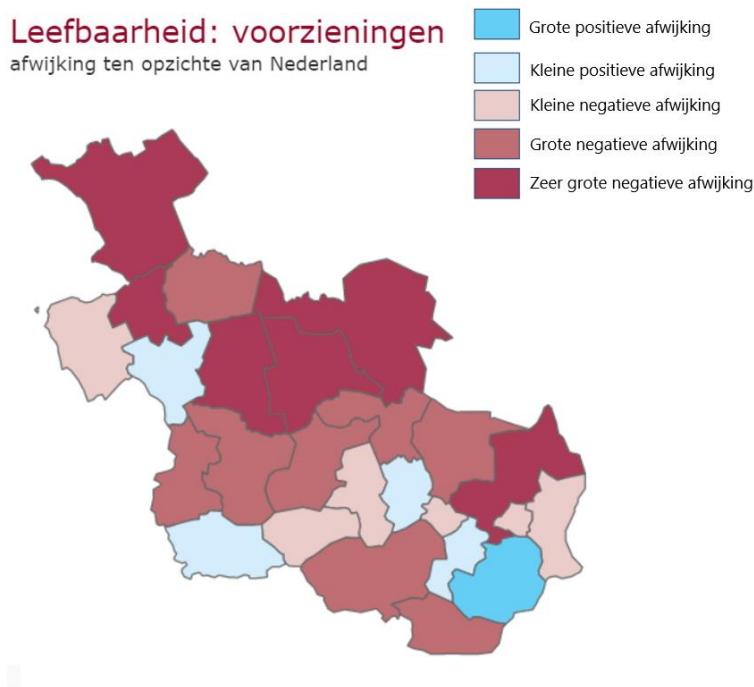 Leefbaarheid: voorzieningen
afwijking ten opzichte van Nederland
Grote positieve afwijking
Kleine positieve afwijking
Kleine negatieve afwijking
Grote negatieve afwijking
Zeer grote negatieve afwijking